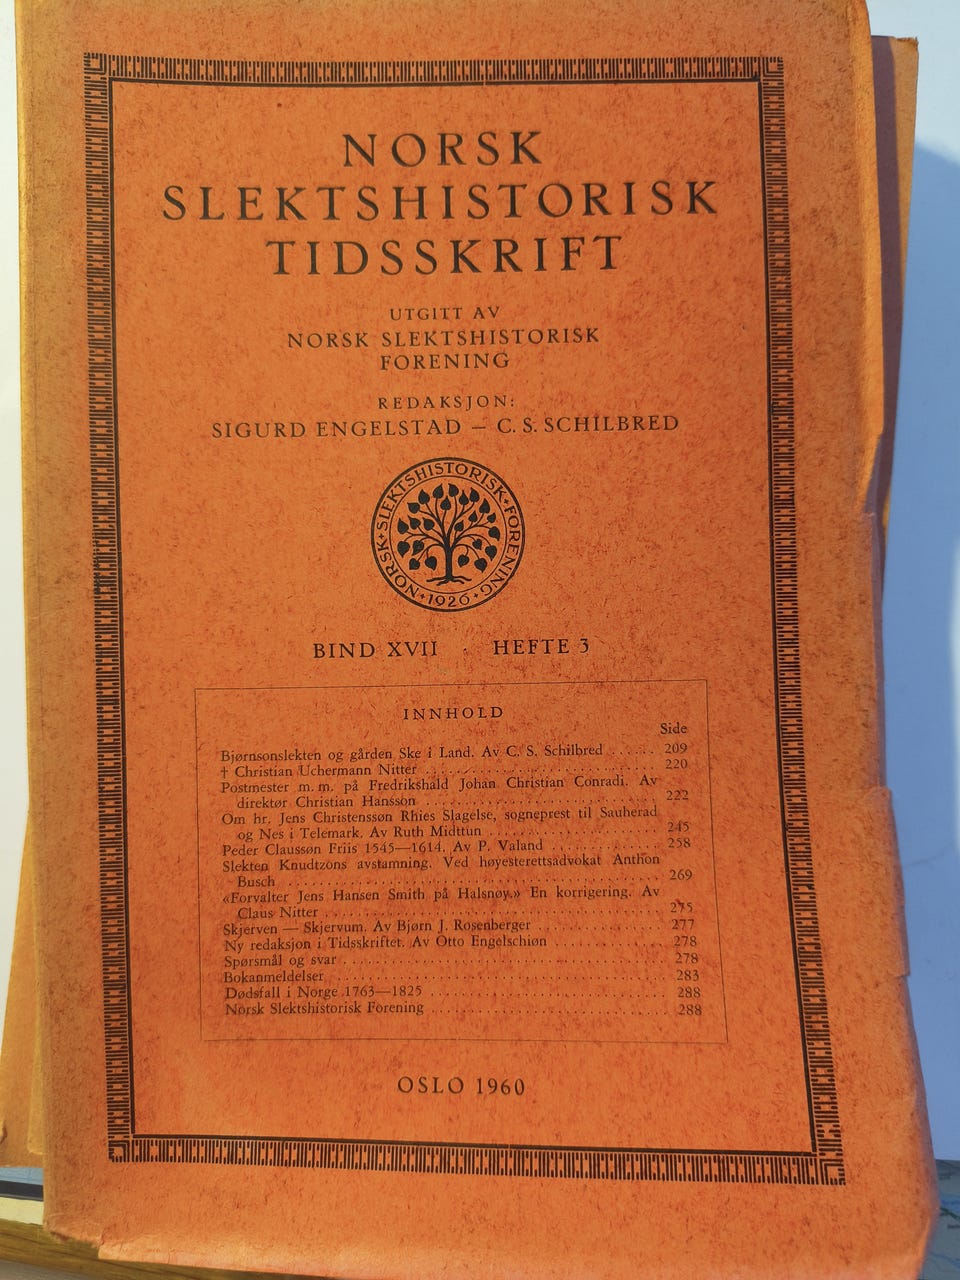 NORSK
SLEKTSHISTORISK
TIDSSKRIFT
UTGITT AV
NORSK SLEKTSHISTORISK
FORENING
REDAKSJON:
SIGURD ENGELSTAD — C. S. SCHILBRED
NORSK + SLEKTSHISTORISK + FORENING + 1926 +
BIND XVII · HEFTE 3
INNHOLD
Side
Bjørnsonslekten og gården Ske i Land. Av C. S. Schilbred ...... 209
† Christian Uchermann Nitter .............................. 220
Postmester m. m. på Fredrikshald Johan Christian Conradi. Av
direktør Christian Hansson .............................. 222
Om hr. Jens Christenssøn Rhies Slagelse, sogneprest til Sauherad
og Nes i Telemark. Av Ruth Midttun .................... 245
Peder Claussøn Friis 1545—1614. Av P. Valand .............. 258
Slekten Knudtzons avstamning. Ved høyesterettsadvokat Anthon
Busch .................................................. 269
«Forvalter Jens Hansen Smith på Halsnøy.» En korrigering. Av
Claus Nitter ............................................ 275
Skjerven — Skjervum. Av Bjørn J. Rosenberger .............. 277
Ny redaksjon i Tidsskriftet. Av Otto Engelschiøn .............. 278
Spørsmål og svar .......................................... 278
Bokanmeldelser ............................................ 283
Dødsfall i Norge 1763—1825 .............................. 288
Norsk Slektshistorisk Forening .............................. 288
OSLO 1960